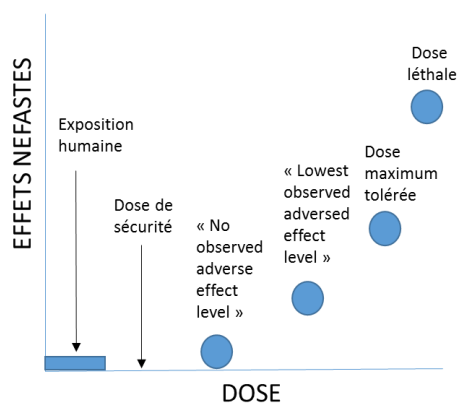 EFFETS NEFASTES
Exposition
humaine
Dose de
sécurité
« No
observed
adverse
effect
level »
« Lowest
observed
adversed
effect
level »
Dose
maximum
tolérée
Dose
léthale
DOSE